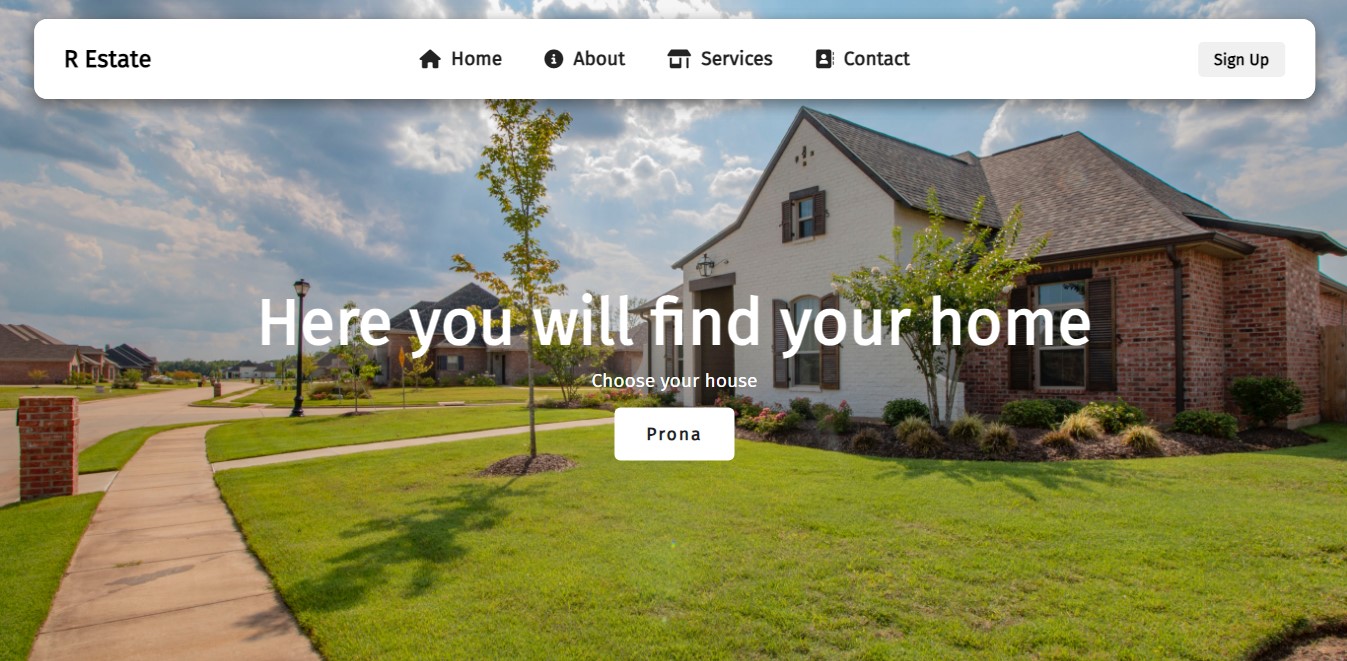 R Estate
Home
About
Services
Contact
Sign Up
Here you will find your home
Choose your house
Prona